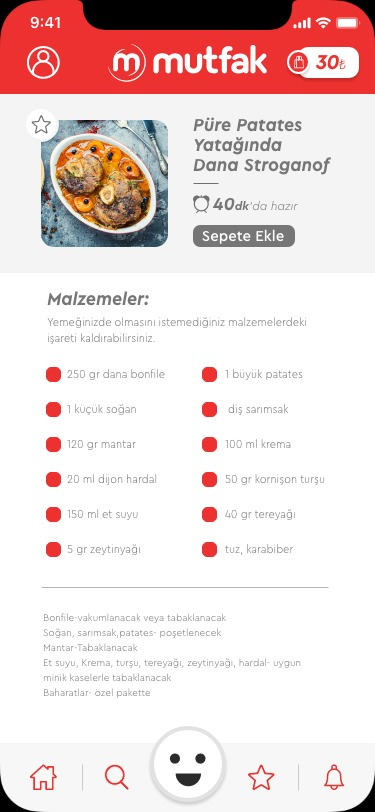 9:41
mutfak
30₺
Püre Patates
Yatağında
Dana Stroganof
40dk'da hazır
Sepete Ekle
Malzemeler:
Yemeğinizde olmasını istemediğiniz malzemelerdeki
işareti kaldırabilirsiniz.
250 gr dana bonfile
1 büyük patates
1 küçük soğan
diş sarımsak
120 gr mantar
100 ml krema
20 ml dijon hardal
50 gr kornişon turşu
150 ml et suyu
40 gr tereyağı
5 gr zeytinyağı
tuz, karabiber
Bonfile-vakumlanacak veya tabaklanacak
Soğan, sarımsak,patates- poşetlenecek
Mantar-Tabaklanacak
Et suyu, Krema, turşu, tereyağı, zeytinyağı, hardal- uygun
minik kaselerle tabaklanacak
Baharatlar- özel pakette